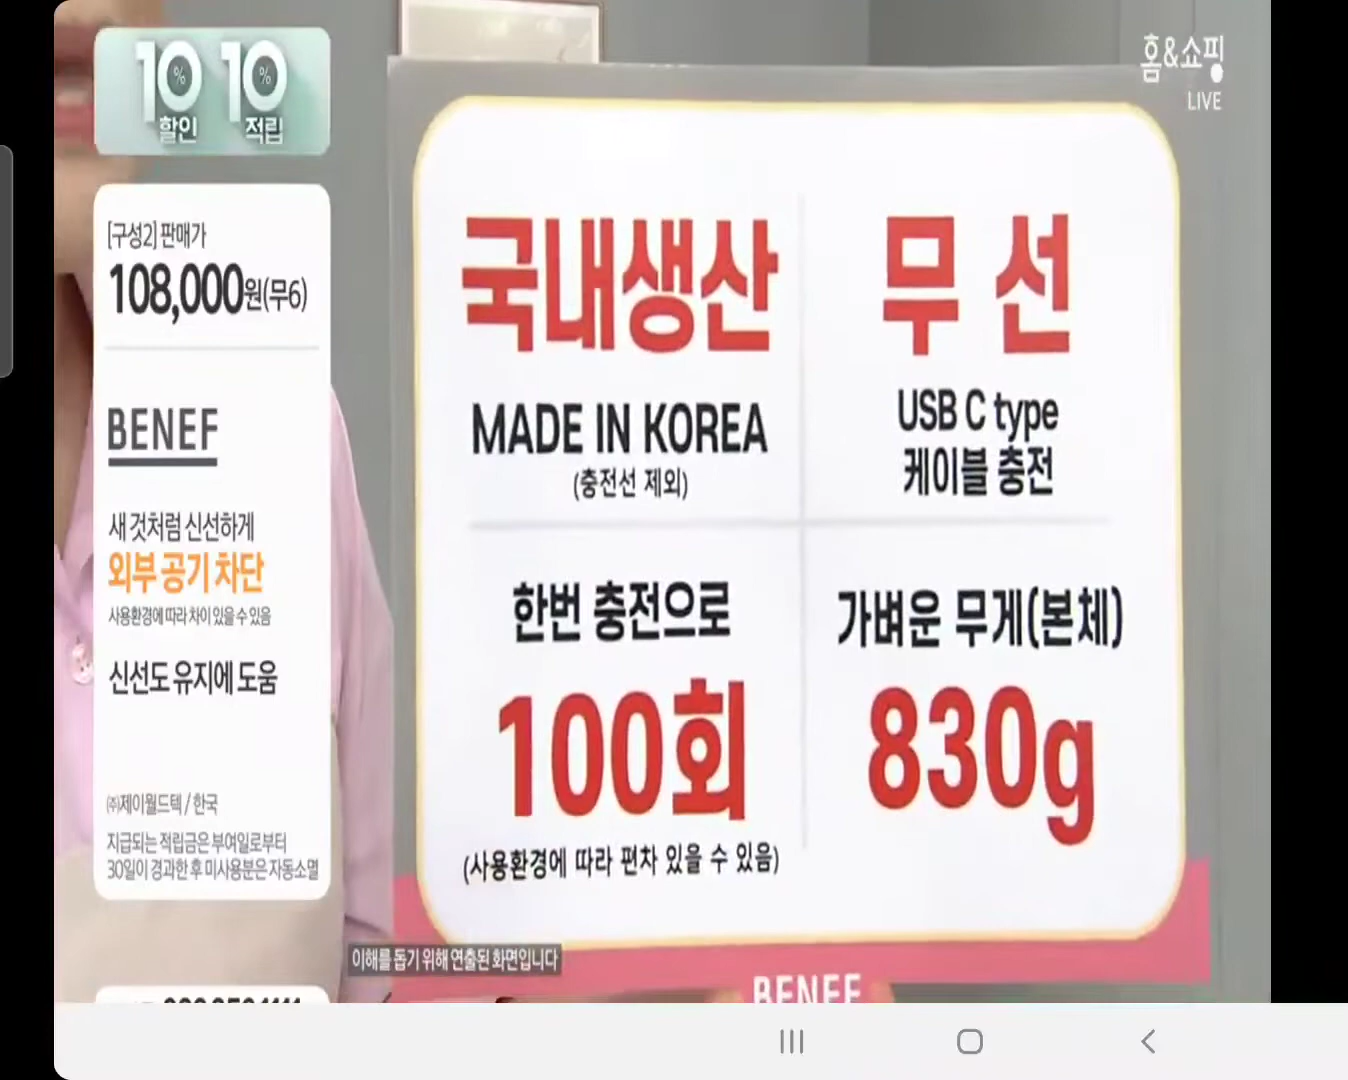 10% 10%
할인 적립
[구성2] 판매가
108,000원(무6)
BENEF
새 것처럼 신선하게
외부 공기 차단
사용환경에 따라 차이 있을 수 있음
신선도 유지에 도움
㈜제이월드텍 / 한국
지급되는 적립금은 부여일로부터
30일이 경과한 후 미사용분은 자동소멸
홈&쇼핑
LIVE
국내생산
MADE IN KOREA
(충전선 제외)
무 선
USB C type
케이블 충전
한번 충전으로
100회
(사용환경에 따라 편차 있을 수 있음)
가벼운 무게(본체)
830g
이해를 돕기 위해 연출된 화면입니다
BENEF